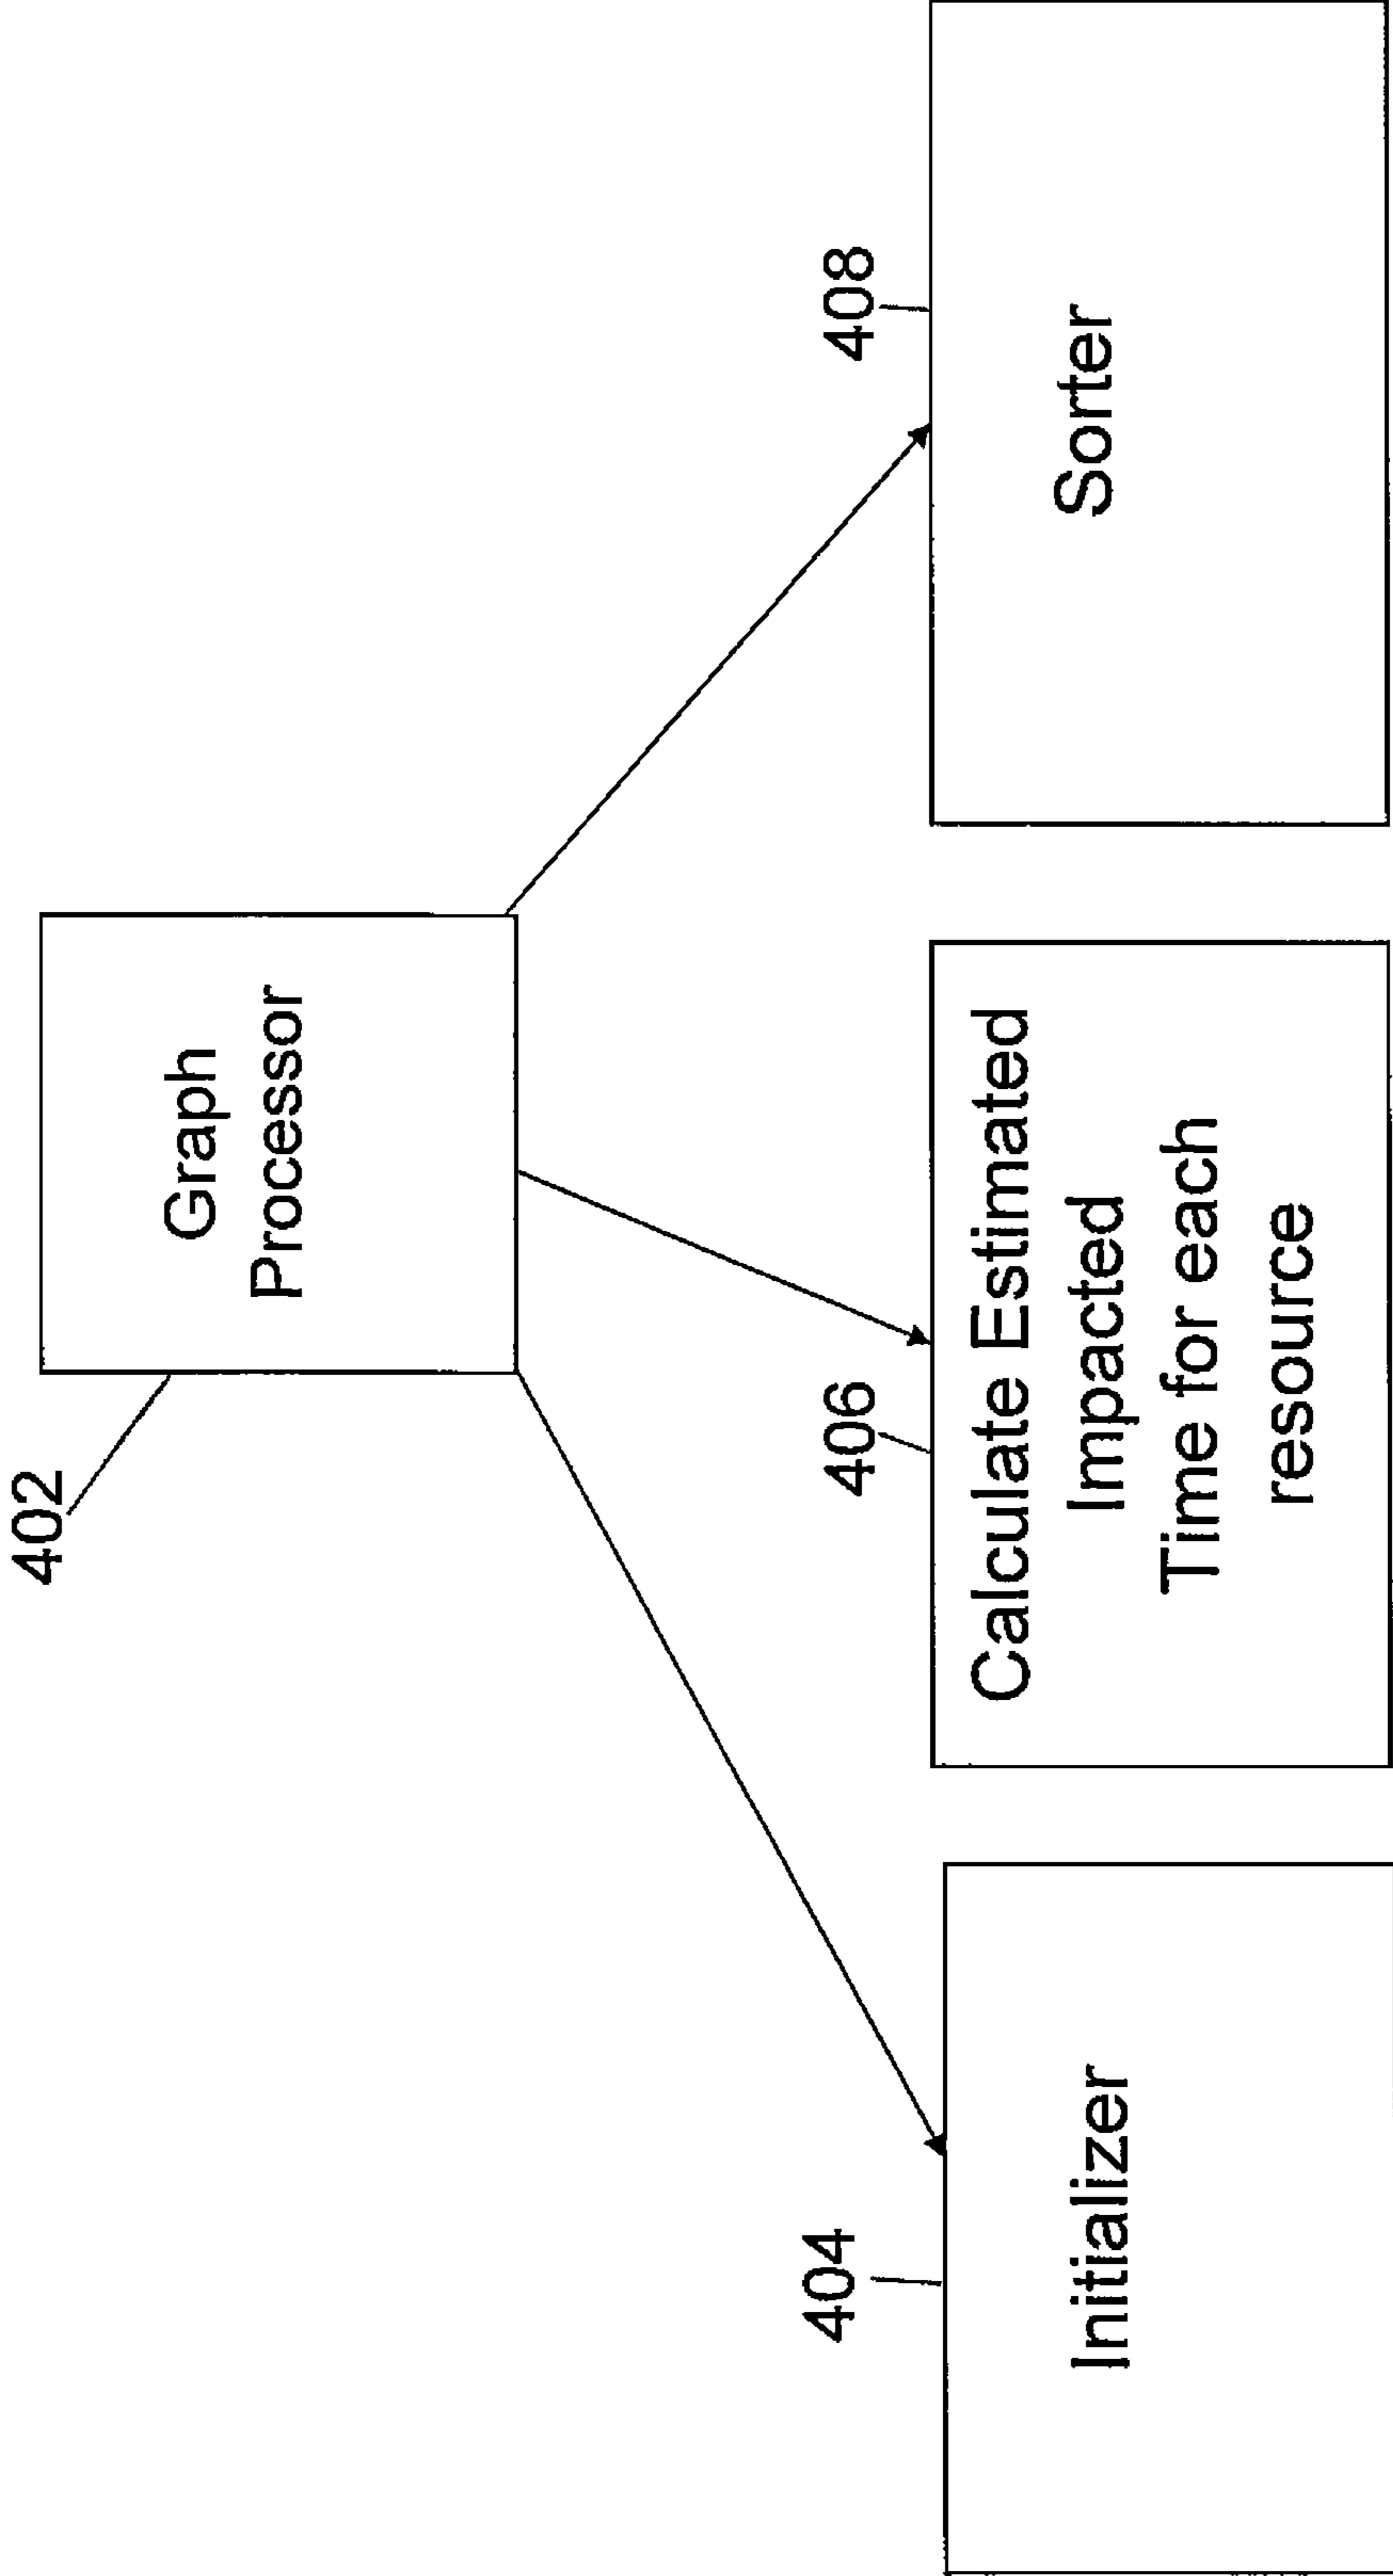 402
Graph
Processor
404
Initializer
406
Calculate Estimated
Impacted
Time for each
resource
408
Sorter